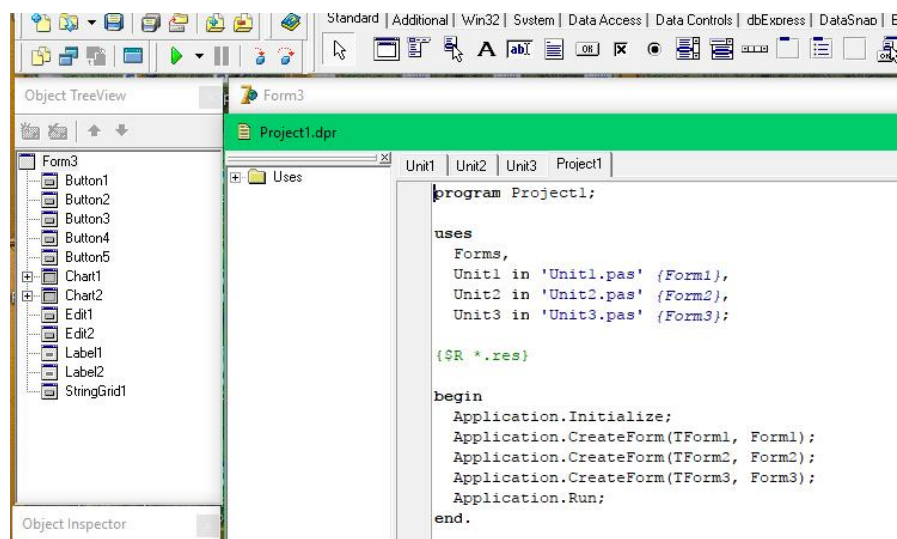 Standard | Additional | Win32 | System | Data Access | Data Controls | dbExpress | DataSnap |
Object TreeView
Form3
Button1
Button2
Button3
Button4
Button5
Chart1
Chart2
Edit1
Edit2
Label1
Label2
StringGrid1
Object Inspector
Form3
Project1.dpr
Uses
Unit1 | Unit2 | Unit3 | Project1
program Project1;
uses
Forms,
Unit1 in 'Unit1.pas' {Form1},
Unit2 in 'Unit2.pas' {Form2},
Unit3 in 'Unit3.pas' {Form3};
{$R *.res}
begin
Application.Initialize;
Application.CreateForm(TForm1, Form1);
Application.CreateForm(TForm2, Form2);
Application.CreateForm(TForm3, Form3);
Application.Run;
end.